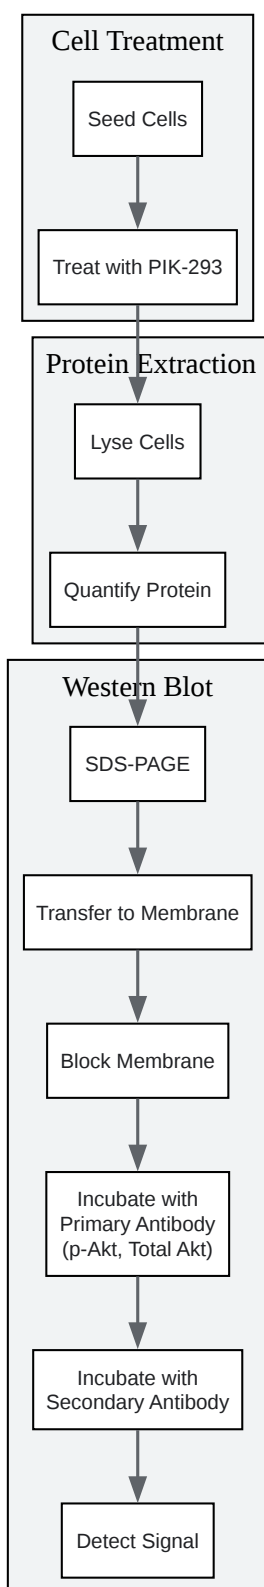 Cell Treatment
Seed Cells
Treat with PIK-293
Protein Extraction
Lyse Cells
Quantify Protein
Western Blot
SDS-PAGE
Transfer to Membrane
Block Membrane
Incubate with
Primary Antibody
(p-Akt, Total Akt)
Incubate with
Secondary Antibody
Detect Signal